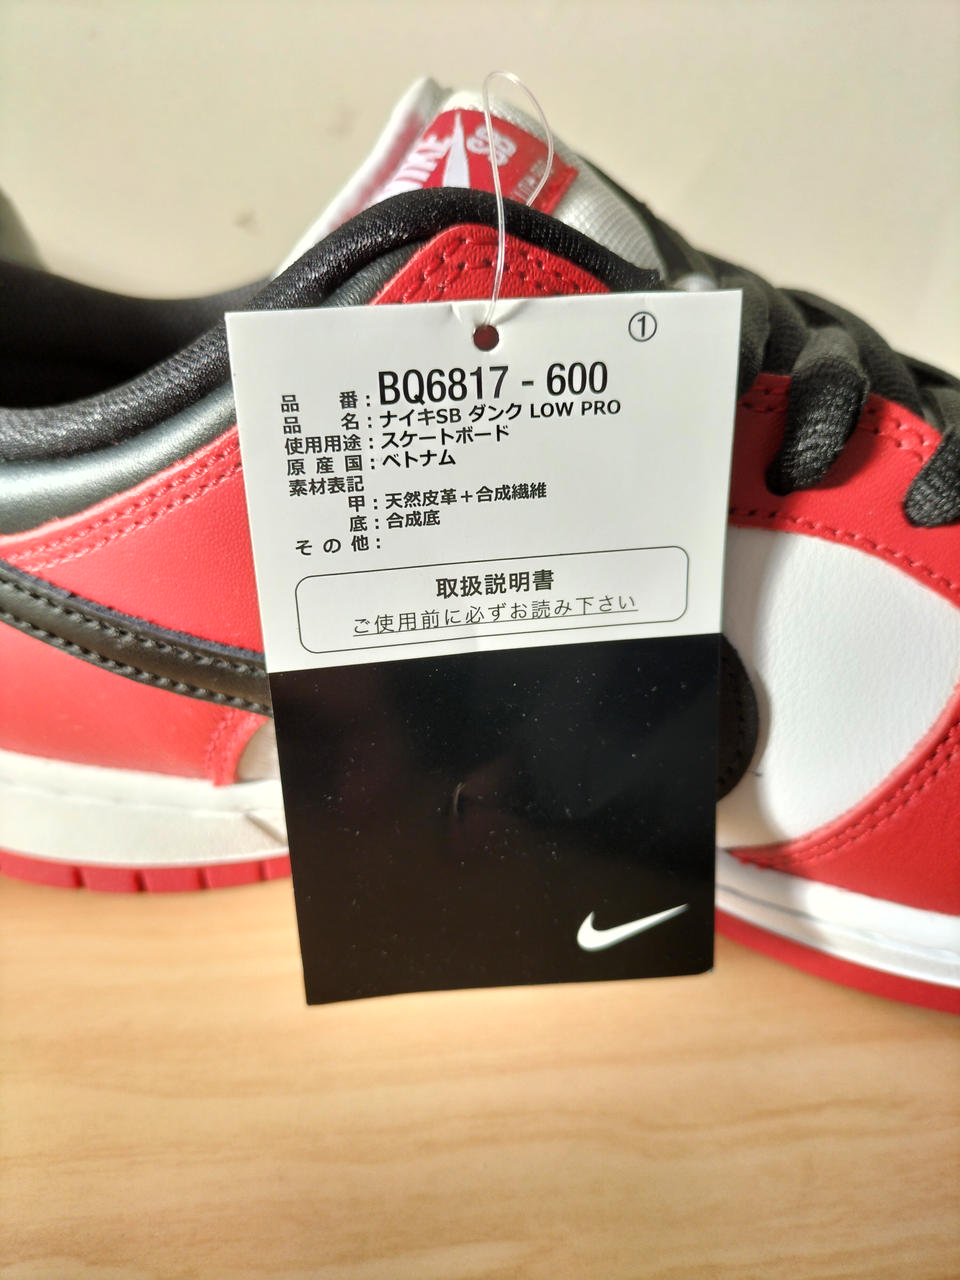 NIKE
SB
①
品番：BQ6817 - 600
品名：ナイキSB ダンク LOW PRO
使用用途：スケートボード
原産国：ベトナム
素材表記
甲：天然皮革＋合成繊維
底：合成底
その他：
取扱説明書
ご使用前に必ずお読み下さい